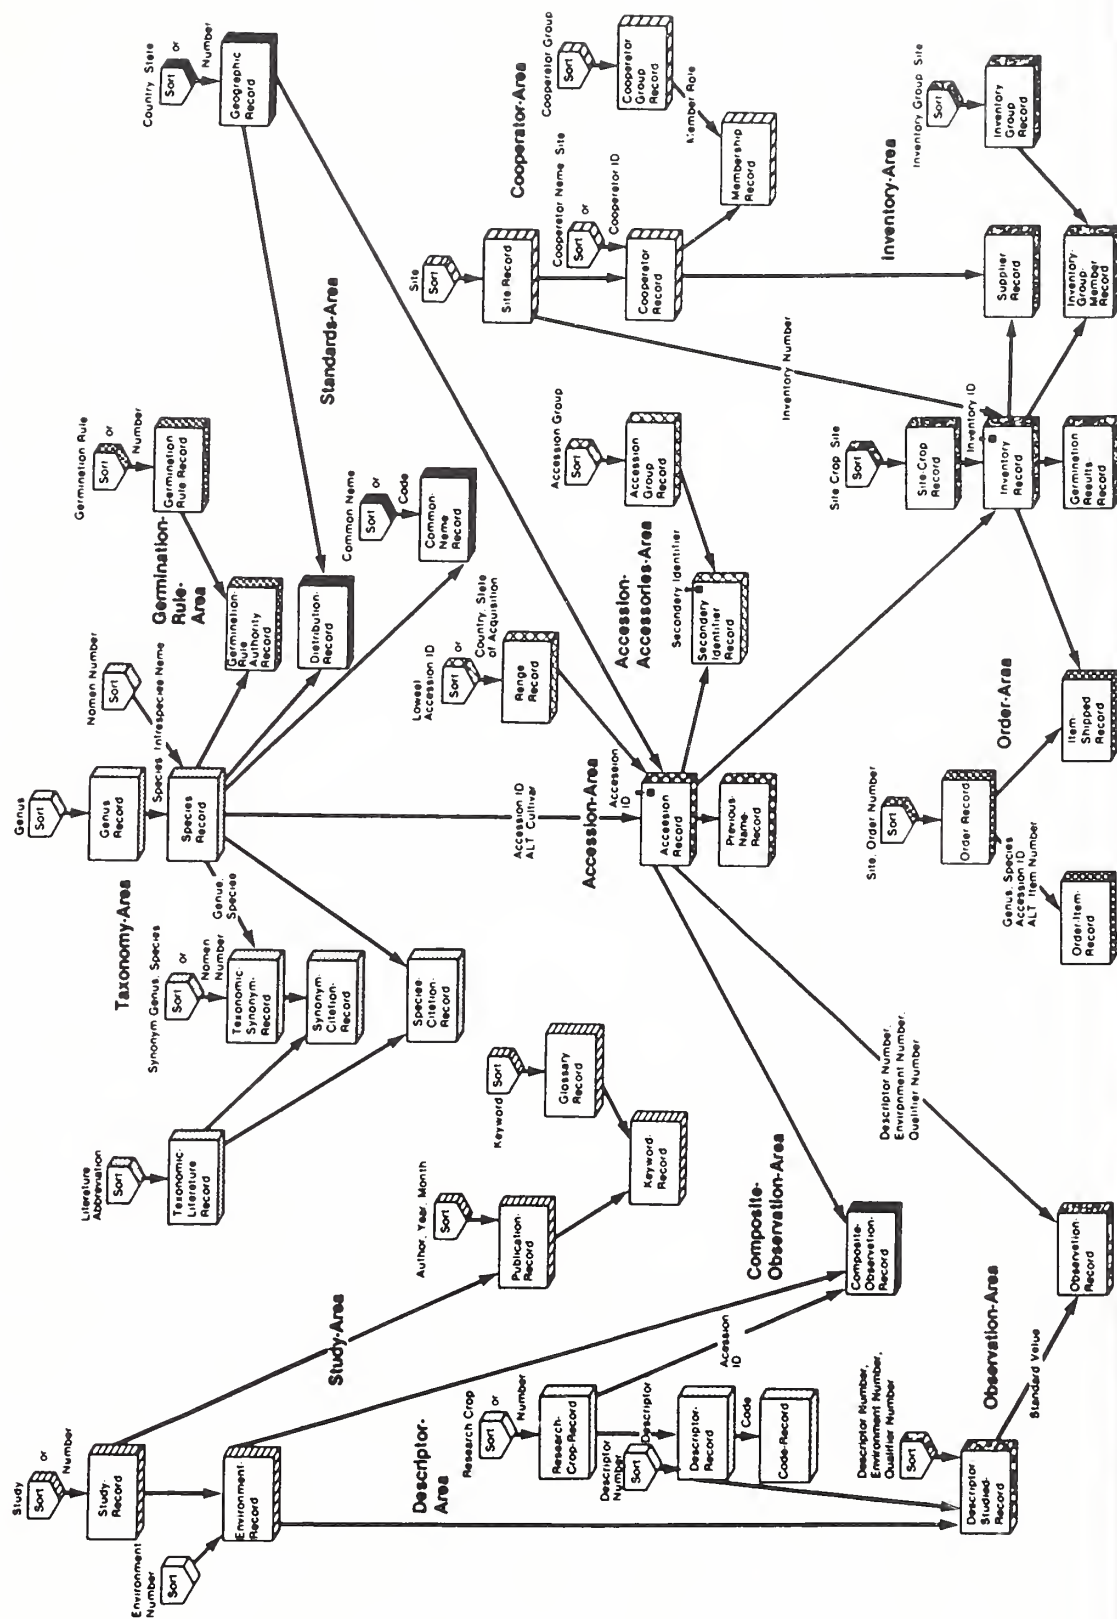 Country State
or
Number
Sort
Geographic
Record
Cooperator Group
Sort
Cooperator
Group
Record
Cooperator-Area
Member Role
Membership
Record
Cooperator Name Site
or
Cooperator ID
Sort
Cooperator
Record
Site
Sort
Site-Record
Inventory Group Site
Sort
Inventory
Group
Record
Inventory-Area
Supplier
Record
Inventory-
Group-
Member
Record
Inventory Number
Inventory ID
Site Crop Site
Sort
Site-Crop
Record
Inventory
Record
Germination
Results-
Record
Standards-Area
Germination Rule
or
Number
Sort
Germination
Rule Record
Germination-
Rule-
Area
Germination-
Rule
Authority
Record
Common Name
or
Code
Sort
Common-
Name
Record
Distribution-
Record
Accession Group
Sort
Accession
Group
Record
Accession-
Accessories-Area
Secondary Identifier
Secondary
Identifier
Record
Lowest
Accession ID
or
Country, State
of Acquisition
Sort
Range
Record
Nomen Number
Sort
Genus
Sort
Genus
Record
Species Infraspecies Name
Species
Record
Taxonomy-Area
Genus,
Species
Synonym Genus, Species
or
Nomen
Number
Sort
Taxonomic-
Synonym-
Record
Synonym-
Citation-
Record
Species-
Citation-
Record
Literature
Abbreviation
Sort
Taxonomic-
Literature
Record
Accession ID
ALT Cultivar
Accession-Area
Accession
ID
Accession
Record
Previous-
Name-
Record
Order-Area
Item-
Shipped
Record
Site, Order Number
Sort
Order Record
Genus, Species
Accession ID
ALT Item Number
Order-Item-
Record
Keyword
Sort
Glossary
Record
Keyword-
Record
Author, Year, Month
Sort
Publication-
Record
Study-Area
Study
or
Number
Sort
Study-
Record
Environment
Number
Sort
Environment-
Record
Composite-
Observation-Area
Composite-
Observation-
Record
Acession
ID
Descriptor Number,
Environment Number,
Qualifier Number
Observation-
Record
Observation-Area
Standard Value
Descriptor-
Area
Research Crop
or
Number
Sort
Research-
Crop-Record
Descriptor
Descriptor
Number
Sort
Descriptor-
Record
Code
Code-Record
Descriptor Number,
Environment Number,
Qualifier Number
Sort
Descriptor-
Studied-
Record